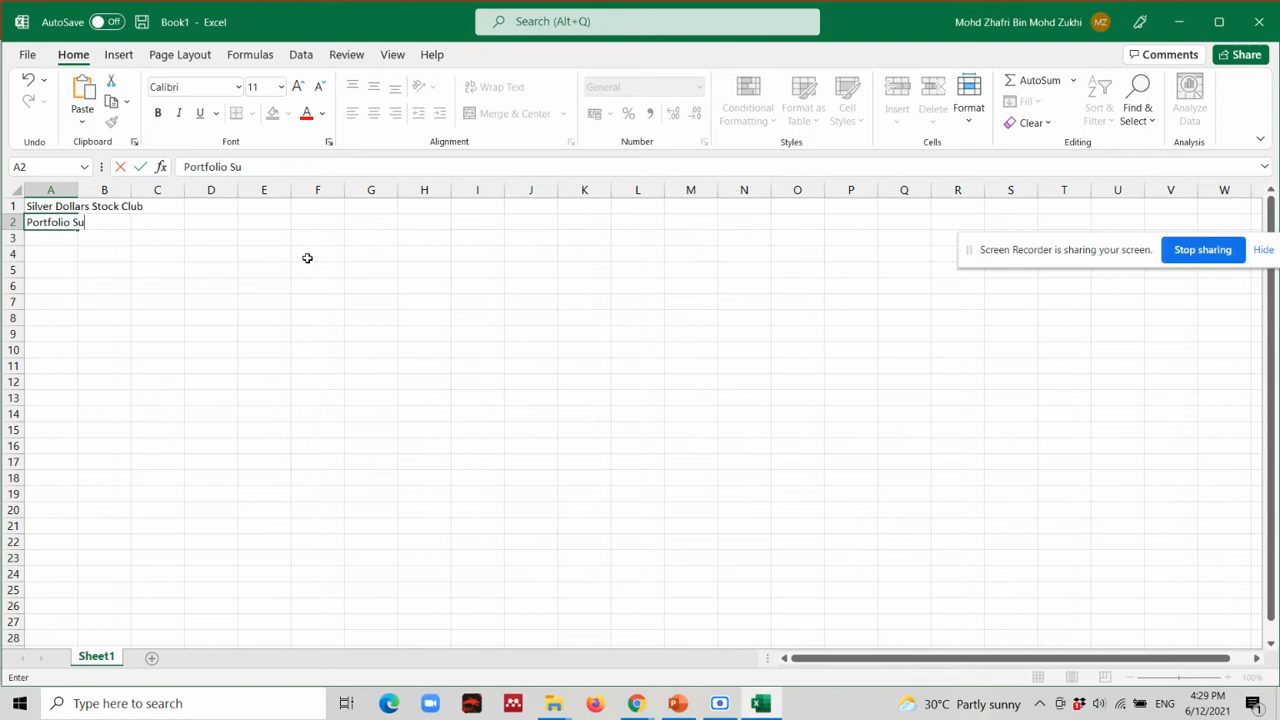 AutoSave Off Book1 - Excel Search (Alt+Q) Mohd Zhafri Bin Mohd Zukhi MZ
File Home Insert Page Layout Formulas Data Review View Help Comments Share
Paste Calibri 11 Wrap Text General Conditional Formatting Format as Table Cell Styles Insert Delete Format AutoSum Sort & Filter Find & Select Analyze Data
B I U Merge & Center % Fill
Clear
Undo Clipboard Font Alignment Number Styles Cells Editing Analysis
A2 fx Portfolio Su
A B C D E F G H I J K L M N O P Q R S T U V W
1 Silver Dollars Stock Club
2 Portfolio Su
3
Screen Recorder is sharing your screen. Stop sharing Hide
4
5
6
7
8
9
10
11
12
13
14
15
16
17
18
19
20
21
22
23
24
25
26
27
28
Sheet1
Enter 100%
Type here to search 30°C Partly sunny ENG 4:29 PM
6/12/2021 1